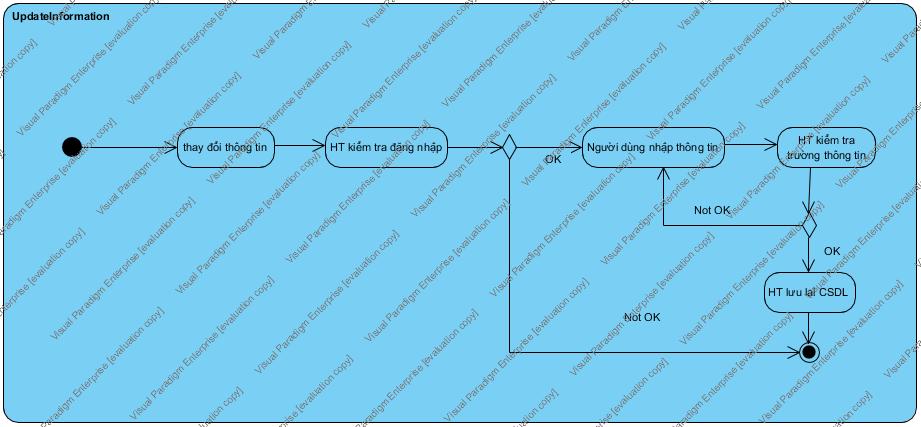 UpdateInformation
thay đổi thông tin
HT kiểm tra đăng nhập
OK
Người dùng nhập thông tin
HT kiểm tra
trường thông tin
Not OK
OK
HT lưu lại CSDL
Not OK
Visual Paradigm Enterprise [evaluation copy]